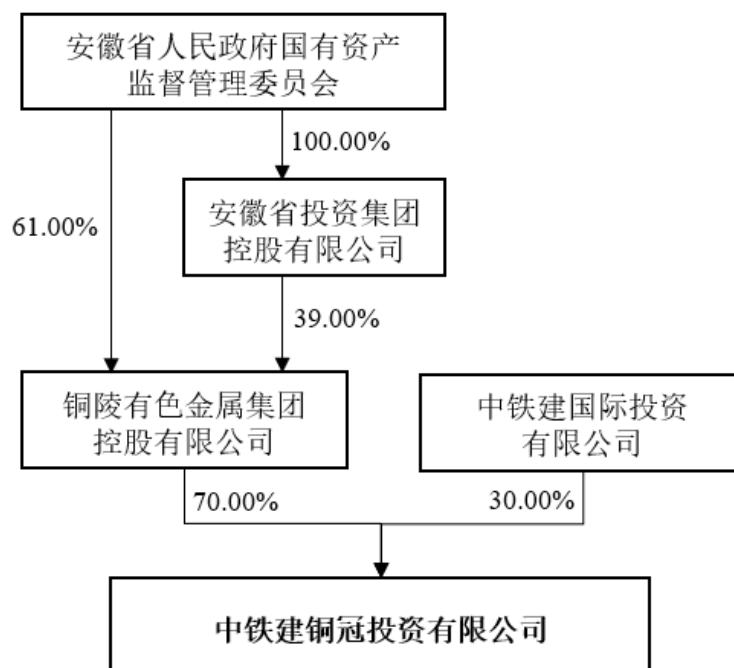 安徽省人民政府国有资产
监督管理委员会
100.00%
安徽省投资集团
控股有限公司
61.00%
39.00%
铜陵有色金属集团
控股有限公司
中铁建国际投资
有限公司
70.00%
30.00%
中铁建铜冠投资有限公司